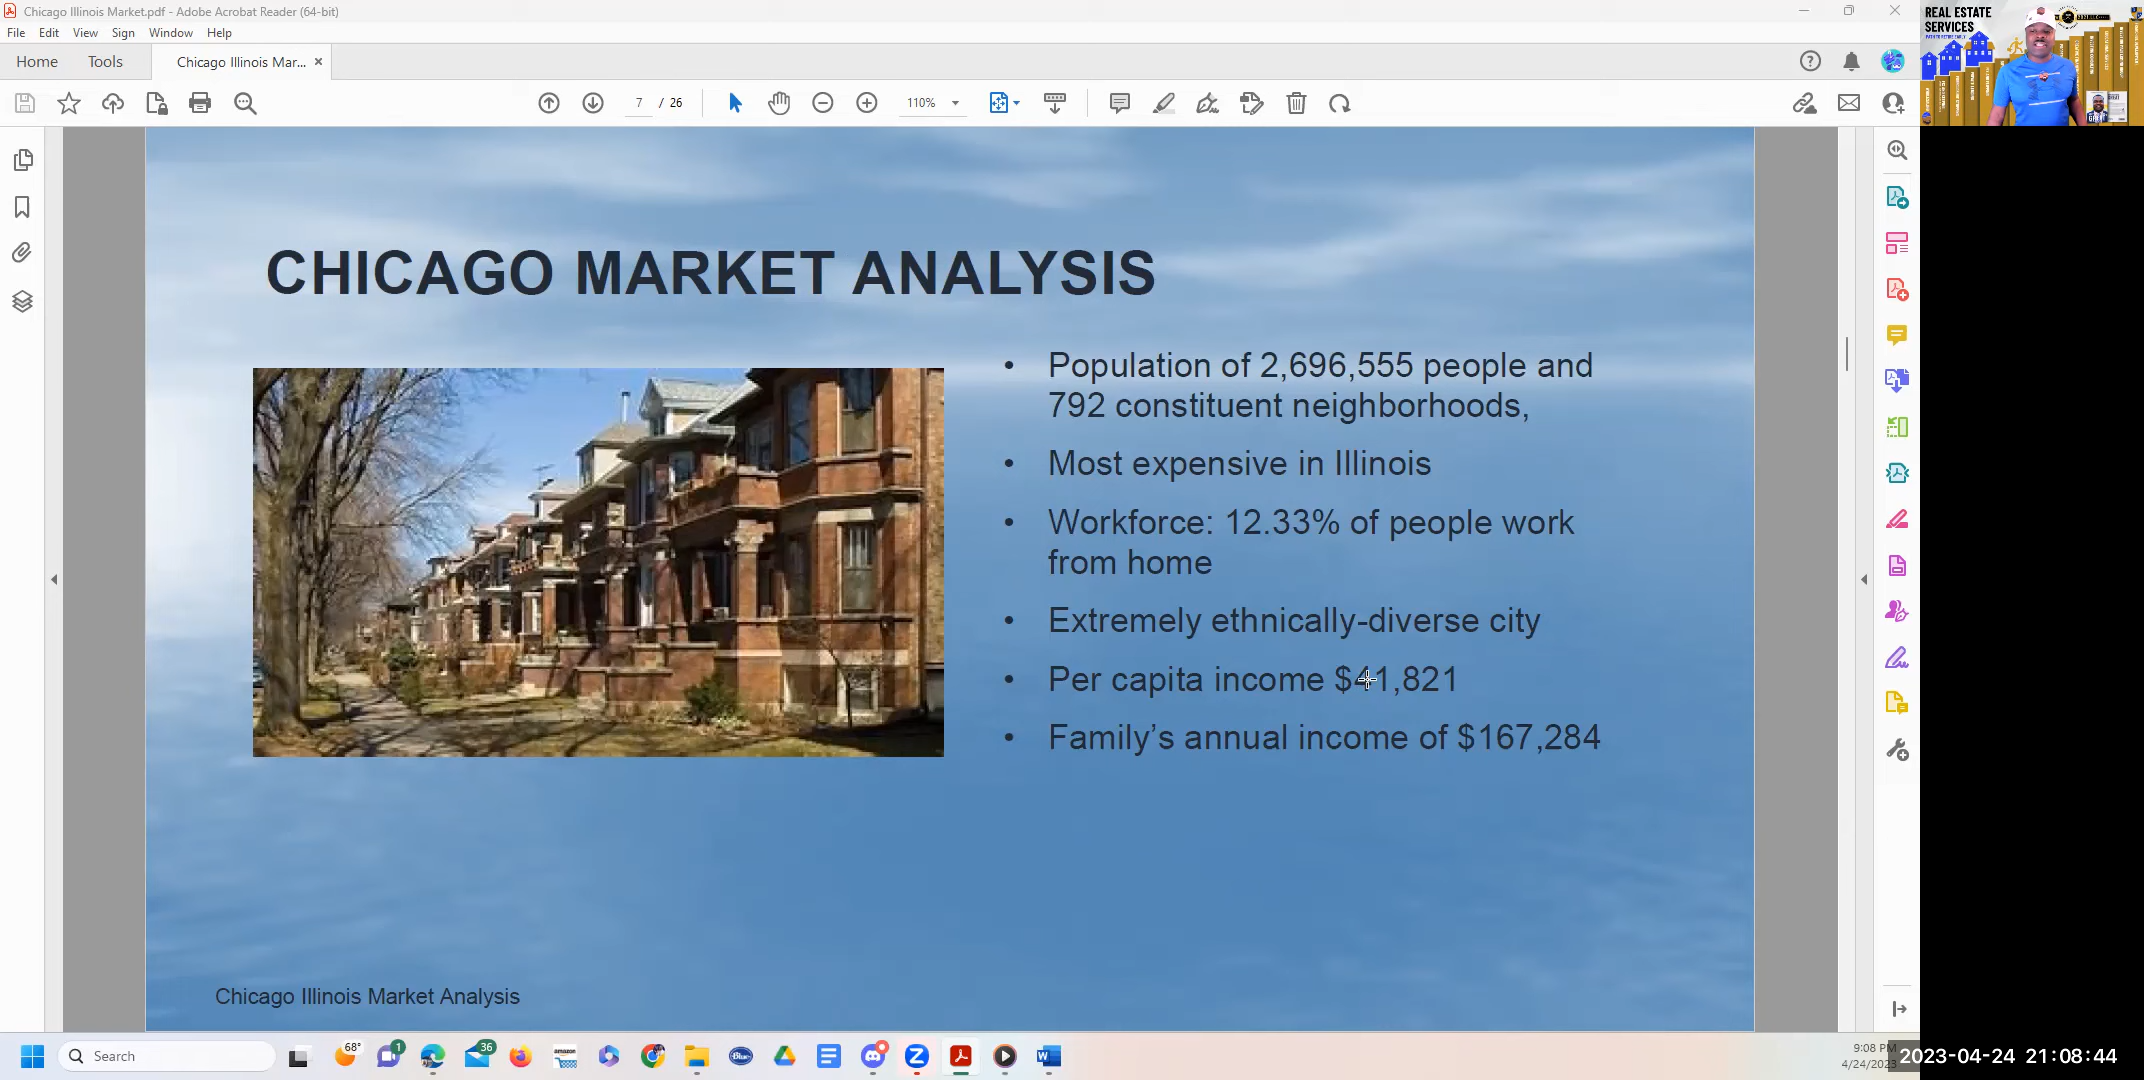 Chicago Illinois Market.pdf - Adobe Acrobat Reader (64-bit)
File Edit View Sign Window Help
Home Tools Chicago Illinois Mar... ×
7 / 26 110%
REAL ESTATE
SERVICES
CHICAGO MARKET ANALYSIS
• Population of 2,696,555 people and
792 constituent neighborhoods,
• Most expensive in Illinois
• Workforce: 12.33% of people work
from home
• Extremely ethnically-diverse city
• Per capita income $41,821
• Family’s annual income of $167,284
Chicago Illinois Market Analysis
Search
68°
1
36
amazon
9:08 PM
4/24/2023
2023-04-24 21:08:44